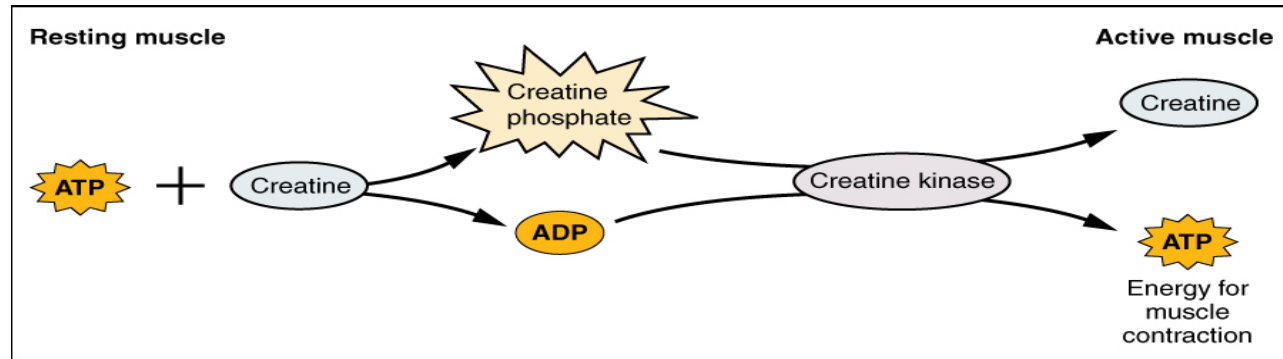 Resting muscle
Active muscle
Creatine
phosphate
Creatine
ATP
Creatine
Creatine kinase
ADP
ATP
Energy for
muscle
contraction